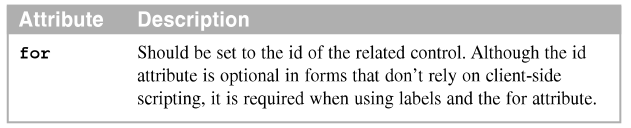 Attribute Description
for Should be set to the id of the related control. Although the id
attribute is optional in forms that don't rely on client-side
scripting, it is required when using labels and the for attribute.